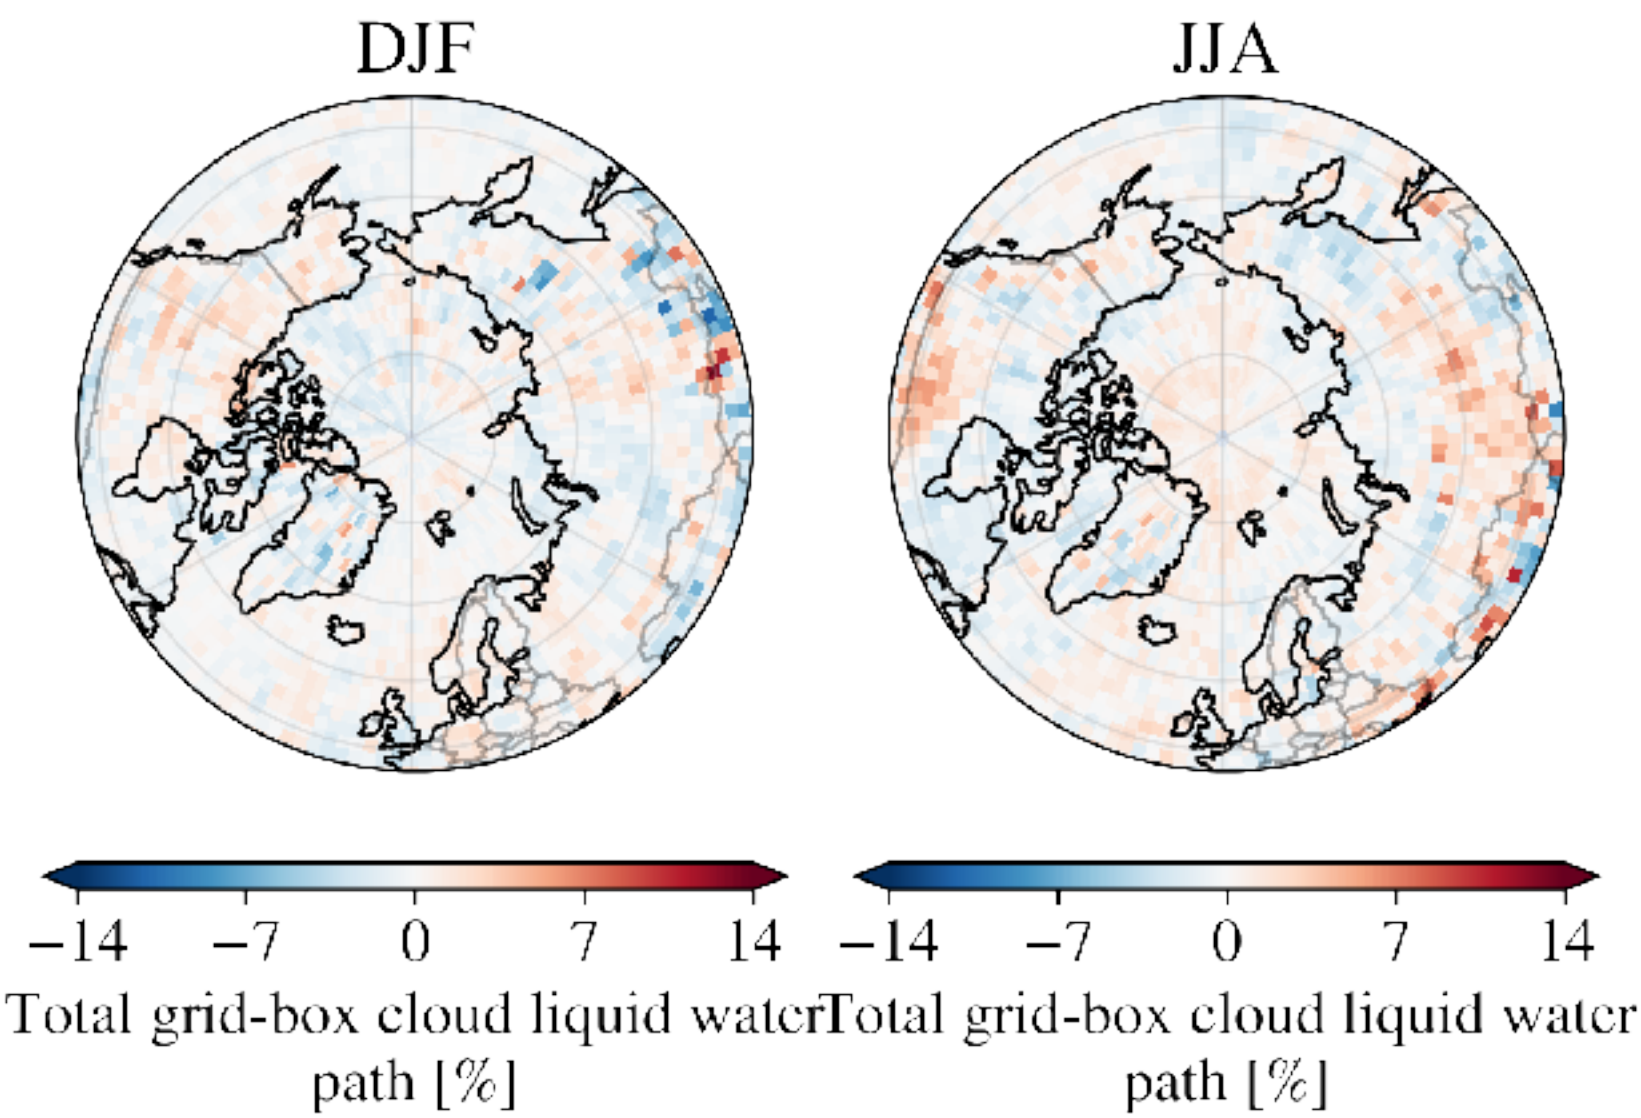 DJF JJA
−14 −7 0 7 14 −14 −7 0 7 14
Total grid-box cloud liquid water Total grid-box cloud liquid water
path [%] path [%]